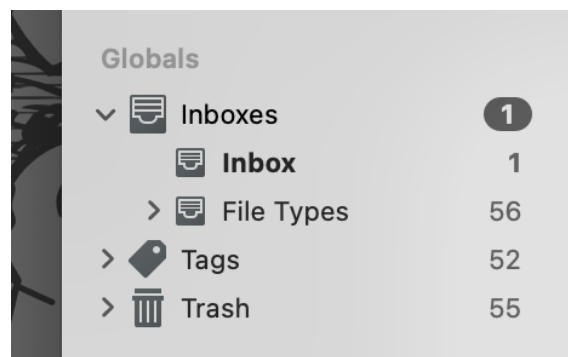 Globals
Inboxes 1
Inbox 1
File Types 56
Tags 52
Trash 55